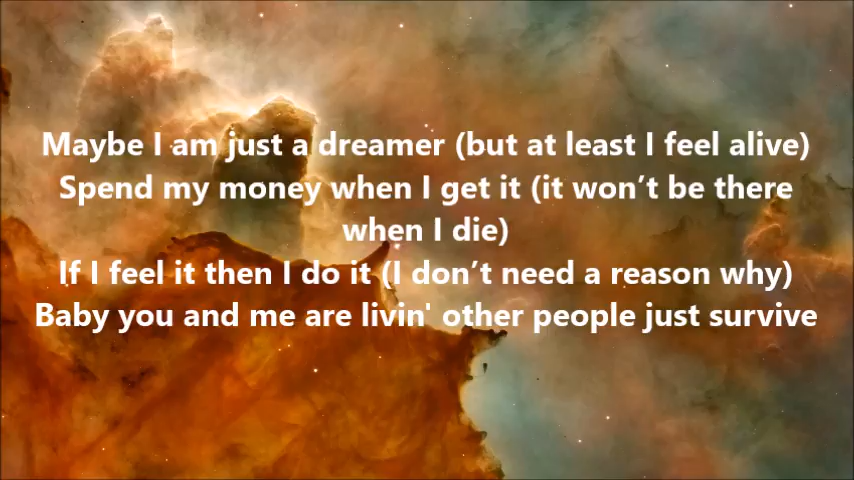 Maybe I am just a dreamer (but at least I feel alive)
Spend my money when I get it (it won’t be there
when I die)
If I feel it then I do it (I don’t need a reason why)
Baby you and me are livin' other people just survive